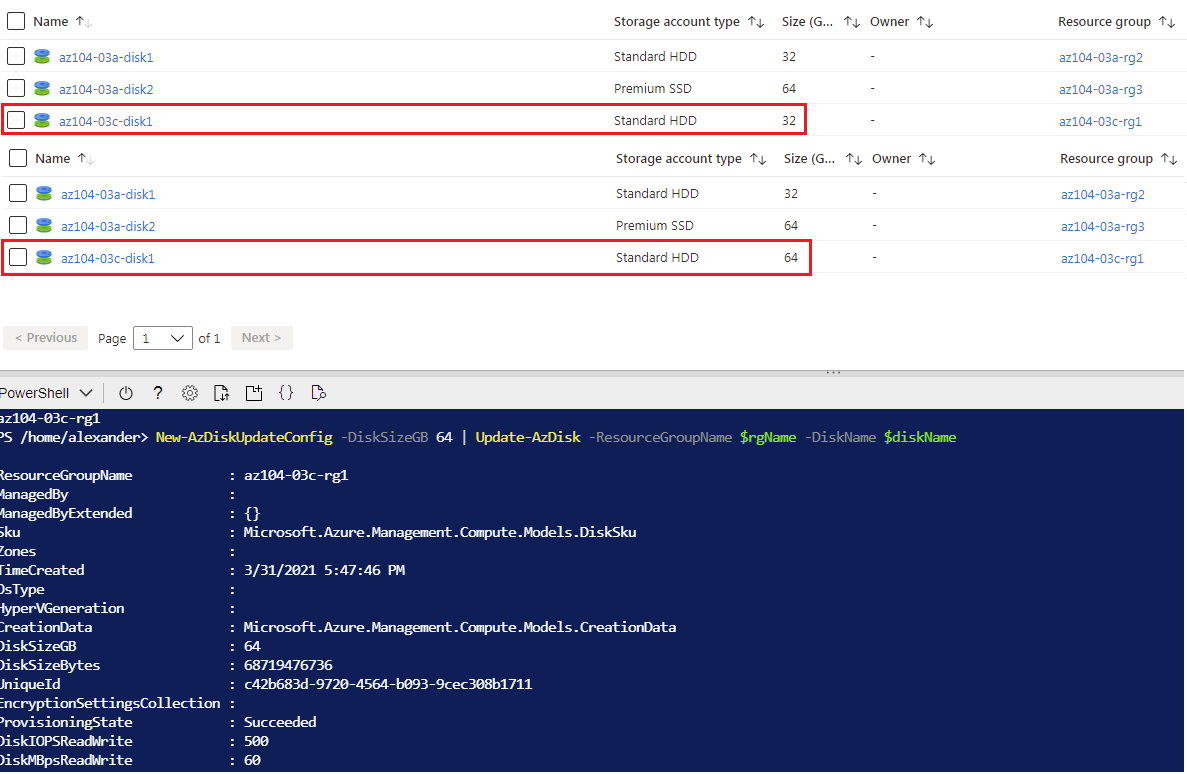 Name ↑↓ Storage account type ↑↓ Size (G... ↑↓ Owner ↑↓ Resource group ↑↓
az104-03a-disk1 Standard HDD 32 - az104-03a-rg2
az104-03a-disk2 Premium SSD 64 - az104-03a-rg3
az104-03c-disk1 Standard HDD 32 - az104-03c-rg1
Name ↑↓ Storage account type ↑↓ Size (G... ↑↓ Owner ↑↓ Resource group ↑↓
az104-03a-disk1 Standard HDD 32 - az104-03a-rg2
az104-03a-disk2 Premium SSD 64 - az104-03a-rg3
az104-03c-disk1 Standard HDD 64 - az104-03c-rg1
< Previous Page 1 of 1 Next >
PowerShell ? {}
az104-03c-rg1
PS /home/alexander> New-AzDiskUpdateConfig -DiskSizeGB 64 | Update-AzDisk -ResourceGroupName $rgName -DiskName $diskName
ResourceGroupName : az104-03c-rg1
ManagedBy :
ManagedByExtended : {}
Sku : Microsoft.Azure.Management.Compute.Models.DiskSku
Zones :
TimeCreated : 3/31/2021 5:47:46 PM
OsType :
HyperVGeneration :
CreationData : Microsoft.Azure.Management.Compute.Models.CreationData
DiskSizeGB : 64
DiskSizeBytes : 68719476736
UniqueId : c42b683d-9720-4564-b093-9cec308b1711
EncryptionSettingsCollection :
ProvisioningState : Succeeded
DiskIOPSReadWrite : 500
DiskMBpsReadWrite : 60